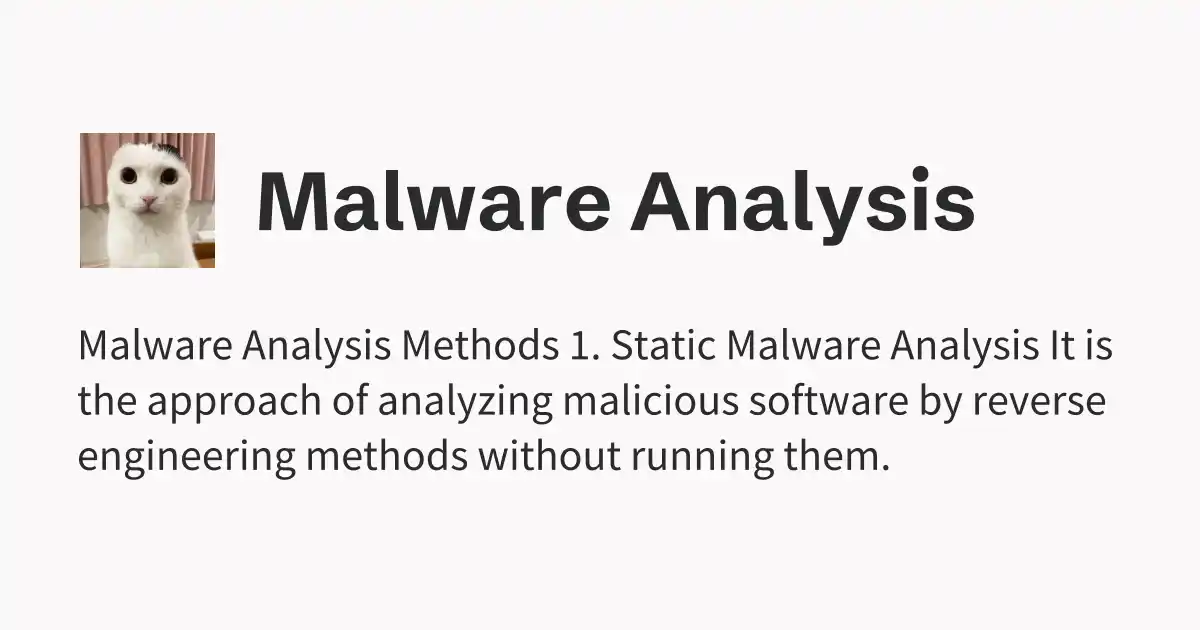 Malware Analysis
Malware Analysis Methods 1. Static Malware Analysis It is
the approach of analyzing malicious software by reverse
engineering methods without running them.